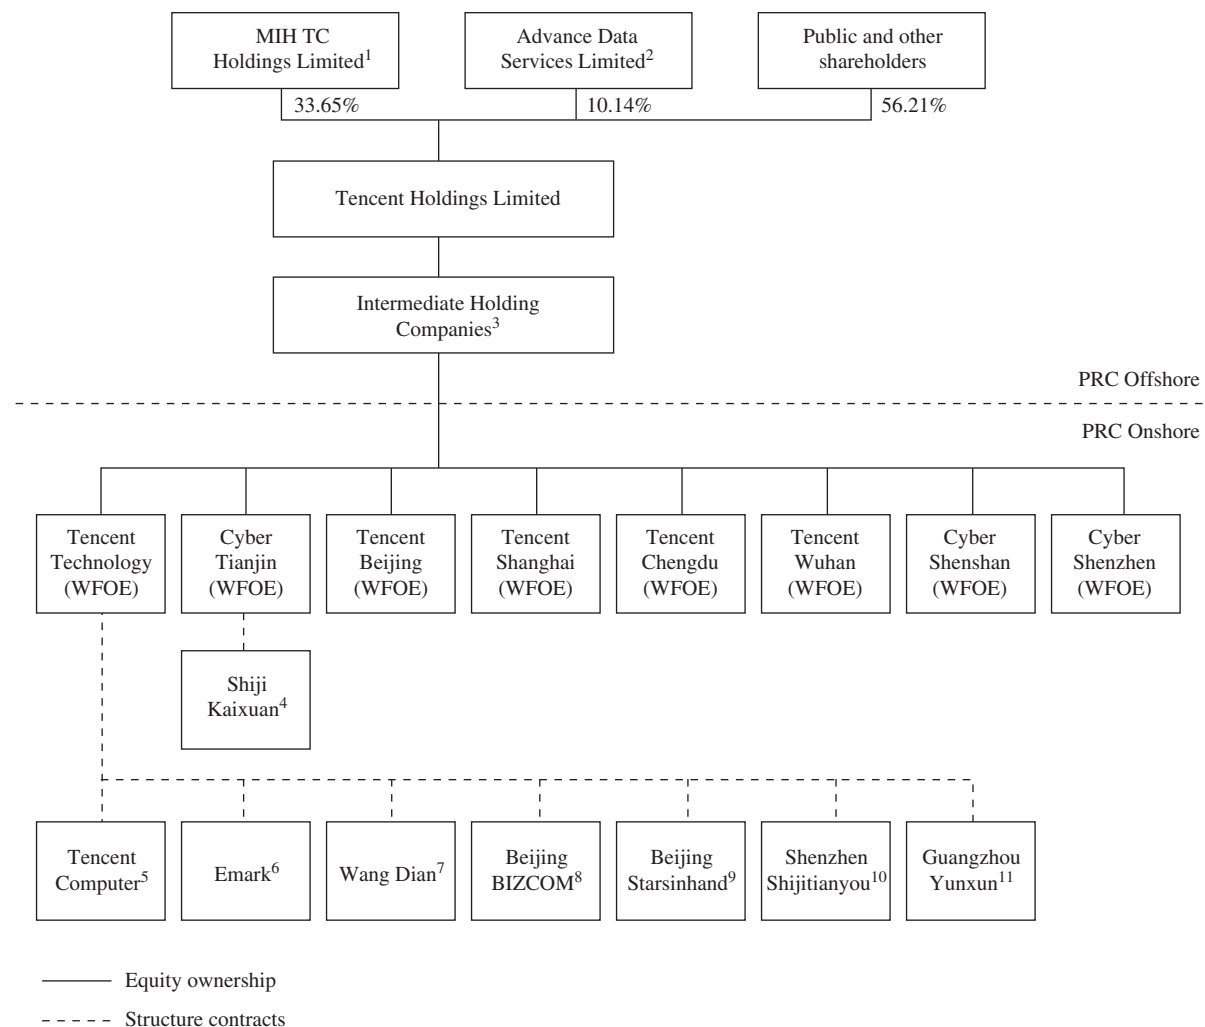 MIH TC
Holdings Limited1
Advance Data
Services Limited2
Public and other
shareholders
33.65%
10.14%
56.21%
Tencent Holdings Limited
Intermediate Holding
Companies3
PRC Offshore
PRC Onshore
Tencent
Technology
(WFOE)
Cyber
Tianjin
(WFOE)
Tencent
Beijing
(WFOE)
Tencent
Shanghai
(WFOE)
Tencent
Chengdu
(WFOE)
Tencent
Wuhan
(WFOE)
Cyber
Shenshan
(WFOE)
Cyber
Shenzhen
(WFOE)
Shiji
Kaixuan4
Tencent
Computer5
Emark6
Wang Dian7
Beijing
BIZCOM8
Beijing
Starsinhand9
Shenzhen
Shijitianyou10
Guangzhou
Yunxun11
Equity ownership
Structure contracts